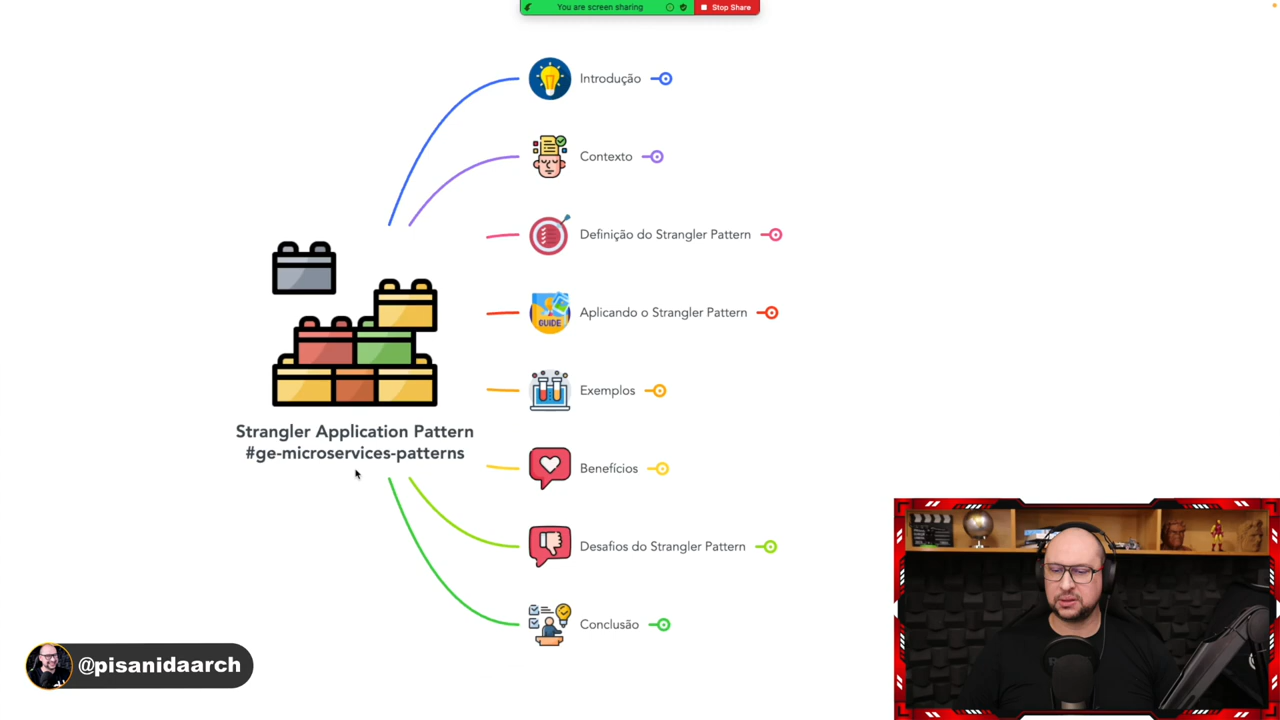 You are screen sharing
Stop Share
Introdução
Contexto
Definição do Strangler Pattern
Aplicando o Strangler Pattern
GUIDE
Exemplos
Strangler Application Pattern
#ge-microservices-patterns
Benefícios
Desafios do Strangler Pattern
Conclusão
@pisanidaarch